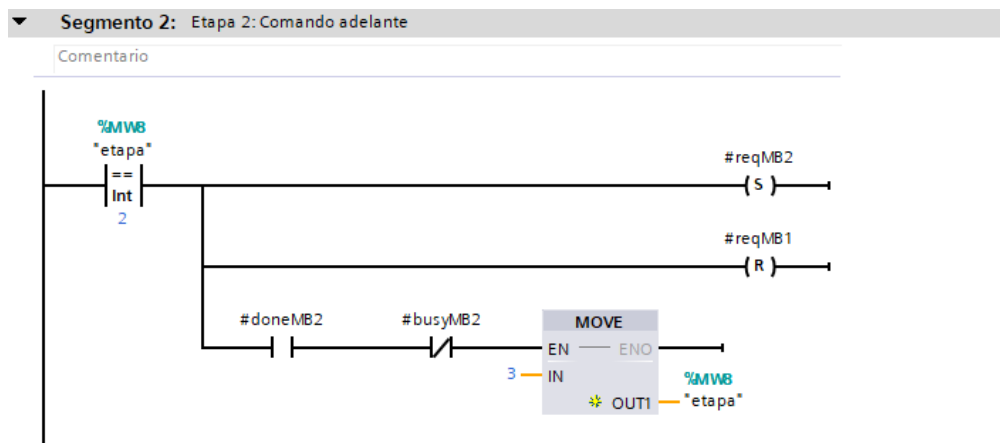 Segmento 2: Etapa 2: Comando adelante
Comentario
%MW8
"etapa"
==
Int
2
#reqMB2
S
#reqMB1
R
#doneMB2
#busyMB2
MOVE
EN
ENO
3
IN
OUT1
%MW8
"etapa"